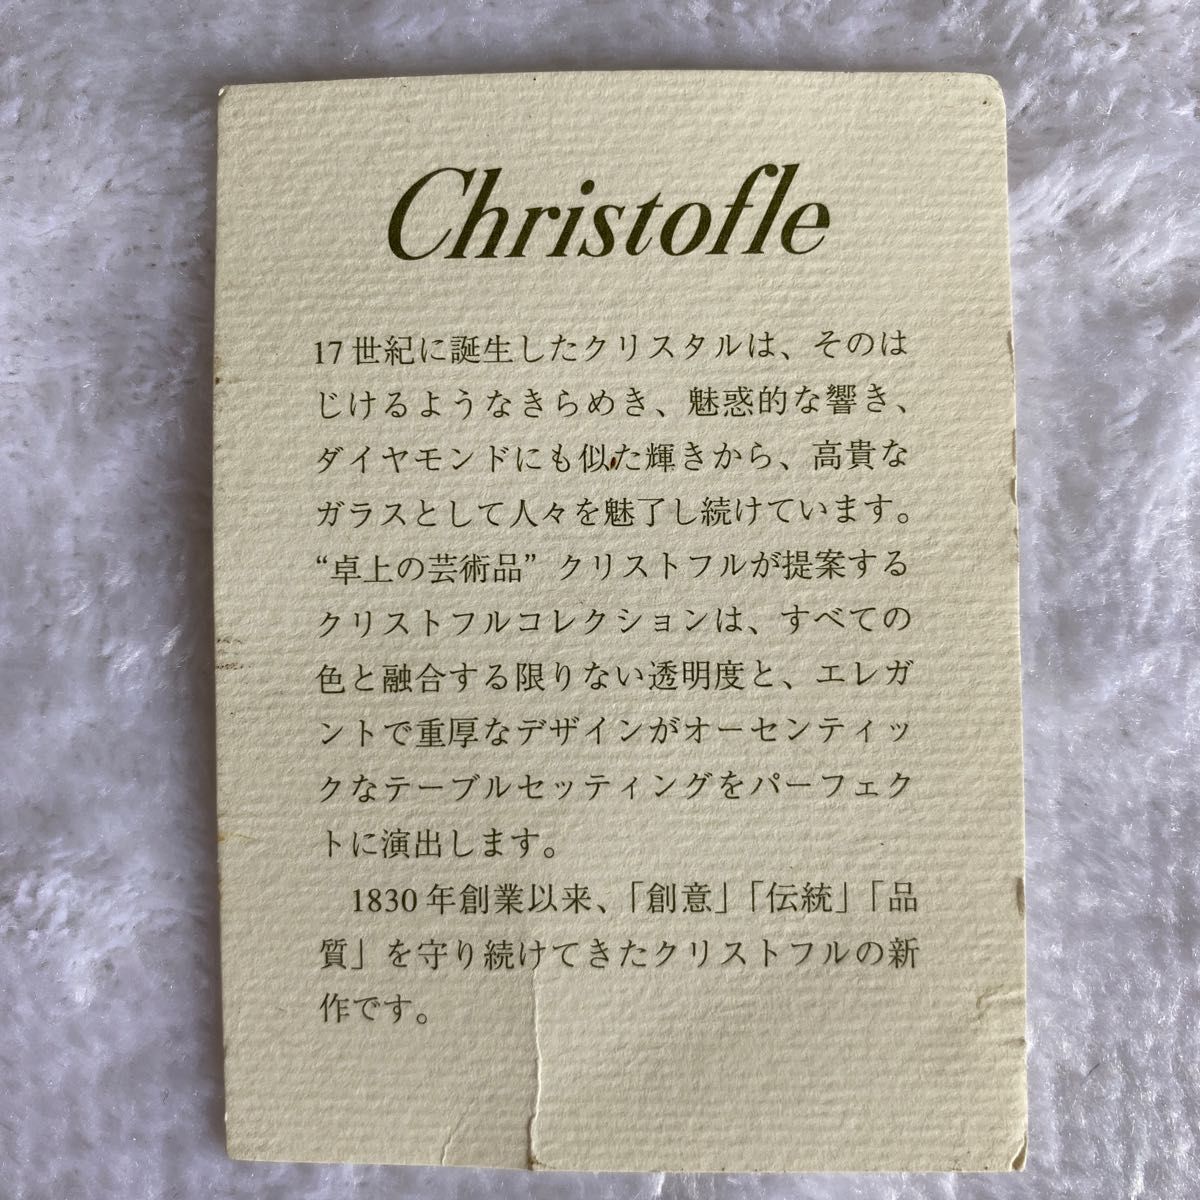 Christofle
17世紀に誕生したクリスタルは、そのは
じけるようなきらめき、魅惑的な響き、
ダイヤモンドにも似た輝きから、高貴な
ガラスとして人々を魅了し続けています。
“卓上の芸術品” クリストフルが提案する
クリストフルコレクションは、すべての
色と融合する限りない透明度と、エレガ
ントで重厚なデザインがオーセンティッ
クなテーブルセッティングをパーフェク
トに演出します。
1830年創業以来、「創意」「伝統」「品
質」を守り続けてきたクリストフルの新
作です。